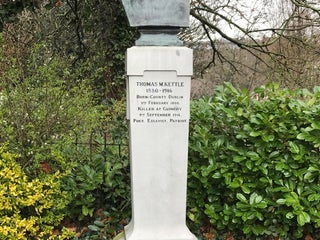 THOMAS M. KETTLE
1880 - 1916
BORN COUNTY DUBLIN
9TH FEBRUARY 1880.
KILLED AT GUINCHY
9TH SEPTEMBER 1916.
POET, ESSAYIST, PATRIOT.